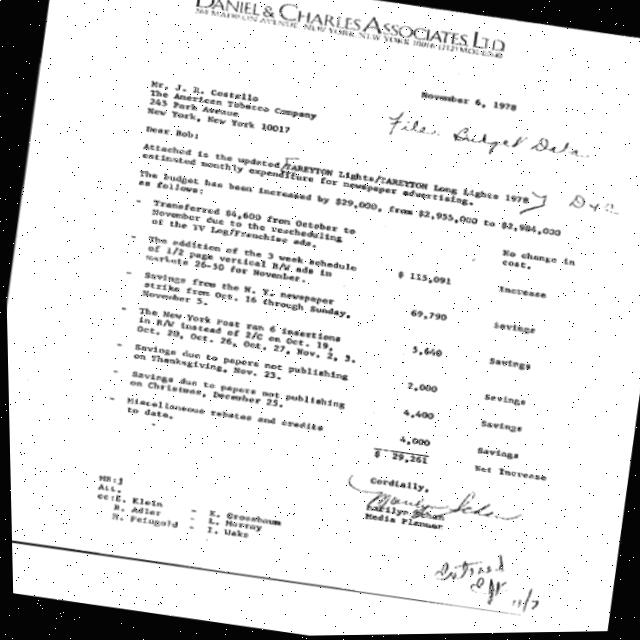 DANIEL & CHARLES ASSOCIATES LTD
November 6, 1978
Mr. J. R. Costello
The American Tobacco Company
245 Park Avenue
New York, New York 10017
File: Budget Data
Dear Bob:
Attached is the updated TAREYTON Lights/TAREYTON Long Lights 1978
estimated monthly expenditure for newspaper advertising.
The budget has been increased by $29,000, from $2,955,000 to $2,984,000
as follows:
- Transferred $4,600 from October to
November due to the rescheduling
of the TV Log/Franchise ads.
No change in
cost.
- The addition of the 3 week schedule
of 1/2 page vertical B/W ads in
markets 26-50 for November.
$ 115,091
Increase
- Savings from the N. Y. newspaper
strike from Oct. 16 through Sunday,
November 5.
69,790
Savings
- The New York Post ran 6 insertions
in B/W instead of 2/C on Oct. 19,
Oct. 20, Oct. 26, Oct. 27, Nov. 2, 3.
5,640
Savings
- Savings due to papers not publishing
on Thanksgiving, Nov. 23.
2,000
Savings
- Savings due to papers not publishing
on Christmas, December 25.
4,400
Savings
- Miscellaneous rebates and credits
to date.
4,000
Savings
$ 29,261
Net Increase
Cordially,
Marilyn
Media Planner
MR:j
Att.
cc: E. Klein - K. Grossbaum
R. Adler - L. Murray
N. Feingold - T. Oaks
11/7